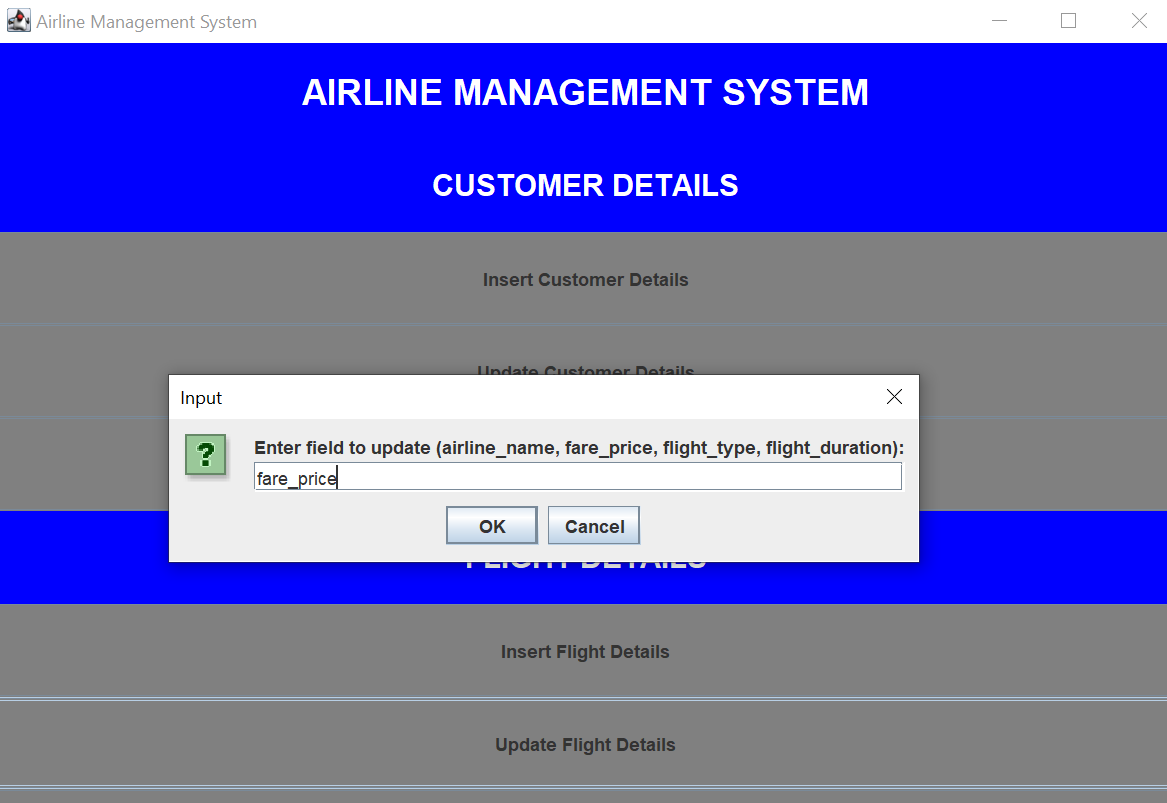 Airline Management System
AIRLINE MANAGEMENT SYSTEM
CUSTOMER DETAILS
Insert Customer Details
Update Customer Details
Input
?
Enter field to update (airline_name, fare_price, flight_type, flight_duration):
fare_price
OK
Cancel
FLIGHT DETAILS
Insert Flight Details
Update Flight Details